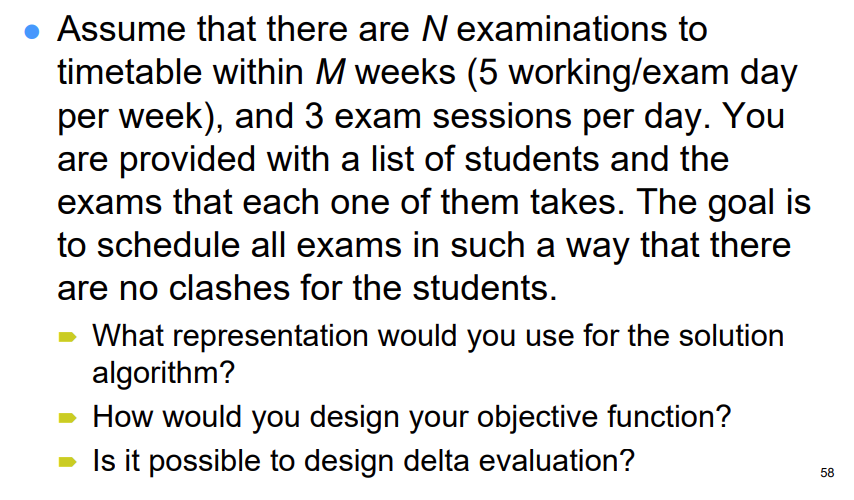 Assume that there are N examinations to
timetable within M weeks (5 working/exam day
per week), and 3 exam sessions per day. You
are provided with a list of students and the
exams that each one of them takes. The goal is
to schedule all exams in such a way that there
are no clashes for the students.
What representation would you use for the solution
algorithm?
How would you design your objective function?
Is it possible to design delta evaluation?
58